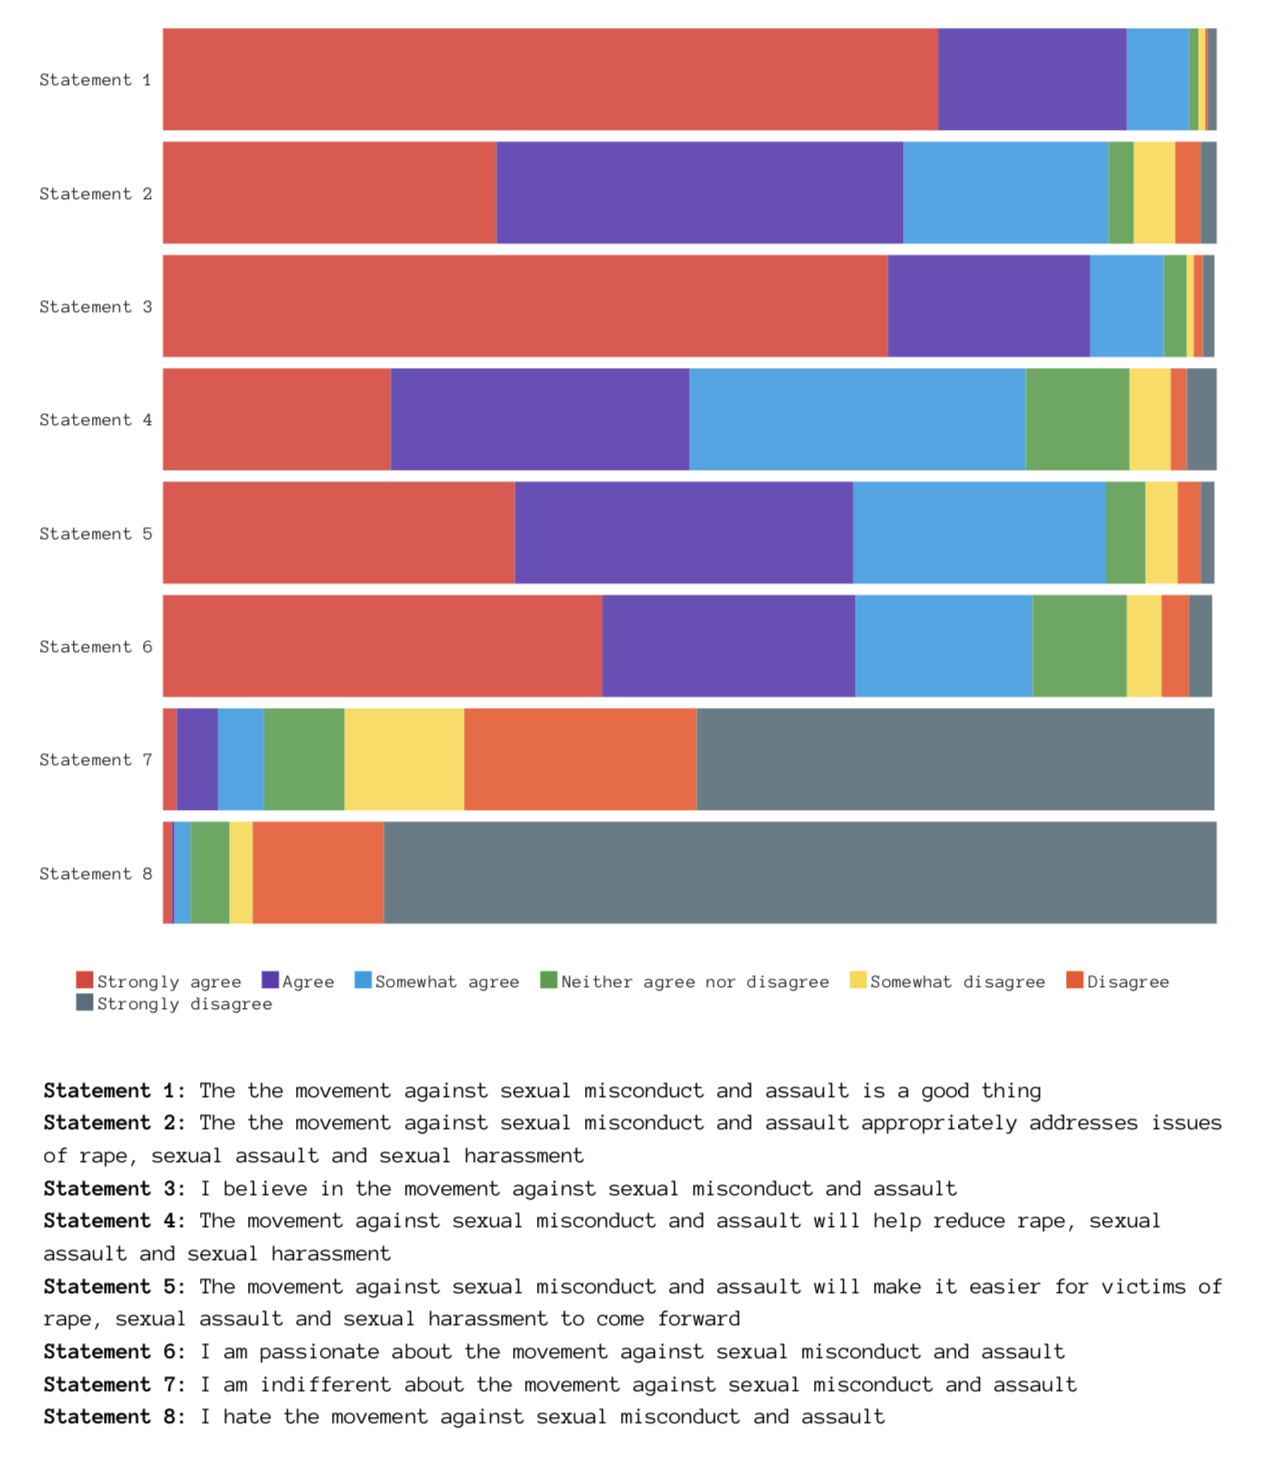 Statement 1
Statement 2
Statement 3
Statement 4
Statement 5
Statement 6
Statement 7
Statement 8
Strongly agree Agree Somewhat agree Neither agree nor disagree Somewhat disagree Disagree
Strongly disagree
Statement 1: The the movement against sexual misconduct and assault is a good thing
Statement 2: The the movement against sexual misconduct and assault appropriately addresses issues
of rape, sexual assault and sexual harassment
Statement 3: I believe in the movement against sexual misconduct and assault
Statement 4: The movement against sexual misconduct and assault will help reduce rape, sexual
assault and sexual harassment
Statement 5: The movement against sexual misconduct and assault will make it easier for victims of
rape, sexual assault and sexual harassment to come forward
Statement 6: I am passionate about the movement against sexual misconduct and assault
Statement 7: I am indifferent about the movement against sexual misconduct and assault
Statement 8: I hate the movement against sexual misconduct and assault